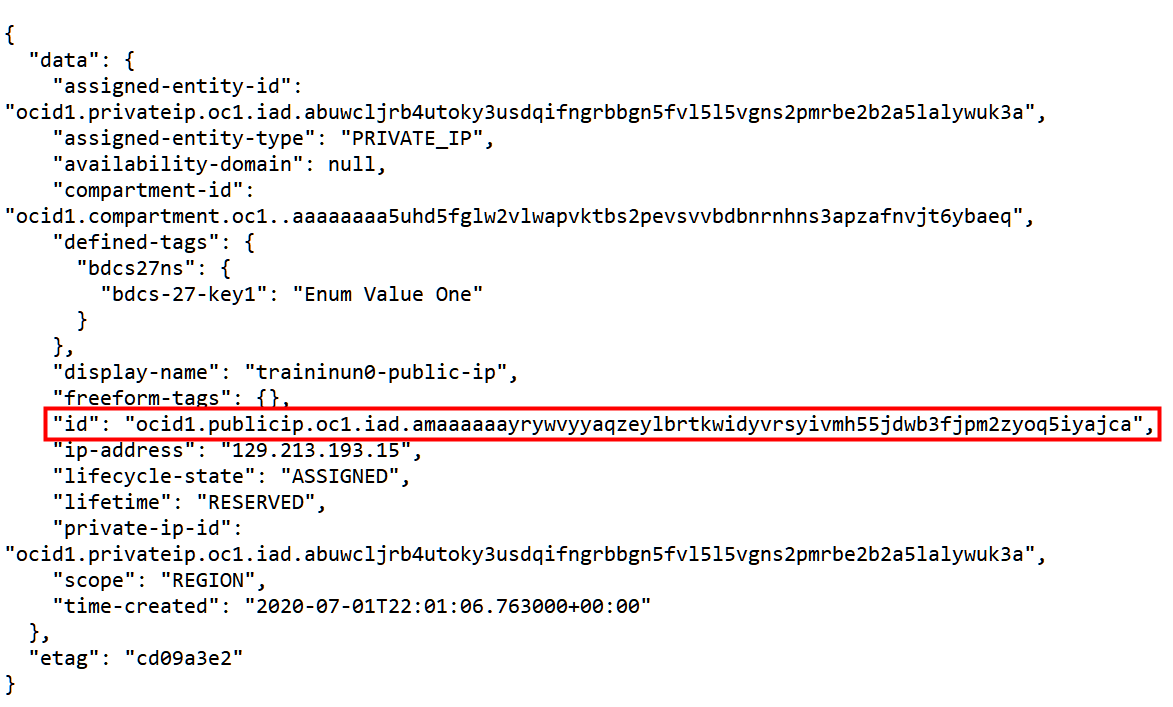 {
  "data": {
    "assigned-entity-id":
"ocid1.privateip.oc1.iad.abuwcljrb4utoky3usdqifngrbbgn5fvl5l5vgns2pmrbe2b2a5lalywuk3a",
    "assigned-entity-type": "PRIVATE_IP",
    "availability-domain": null,
    "compartment-id":
"ocid1.compartment.oc1..aaaaaaaa5uhd5fglw2vlwapvktbs2pevsvvbdbnrnhns3apzafnvjt6ybaeq",
    "defined-tags": {
      "bdcs27ns": {
        "bdcs-27-key1": "Enum Value One"
      }
    },
    "display-name": "traininun0-public-ip",
    "freeform-tags": {},
    "id": "ocid1.publicip.oc1.iad.amaaaaaayrywvyyaqzeylbrtkwidyvrsyivmh55jdwb3fjpm2zyoq5iyajca",
    "ip-address": "129.213.193.15",
    "lifecycle-state": "ASSIGNED",
    "lifetime": "RESERVED",
    "private-ip-id":
"ocid1.privateip.oc1.iad.abuwcljrb4utoky3usdqifngrbbgn5fvl5l5vgns2pmrbe2b2a5lalywuk3a",
    "scope": "REGION",
    "time-created": "2020-07-01T22:01:06.763000+00:00"
  },
  "etag": "cd09a3e2"
}